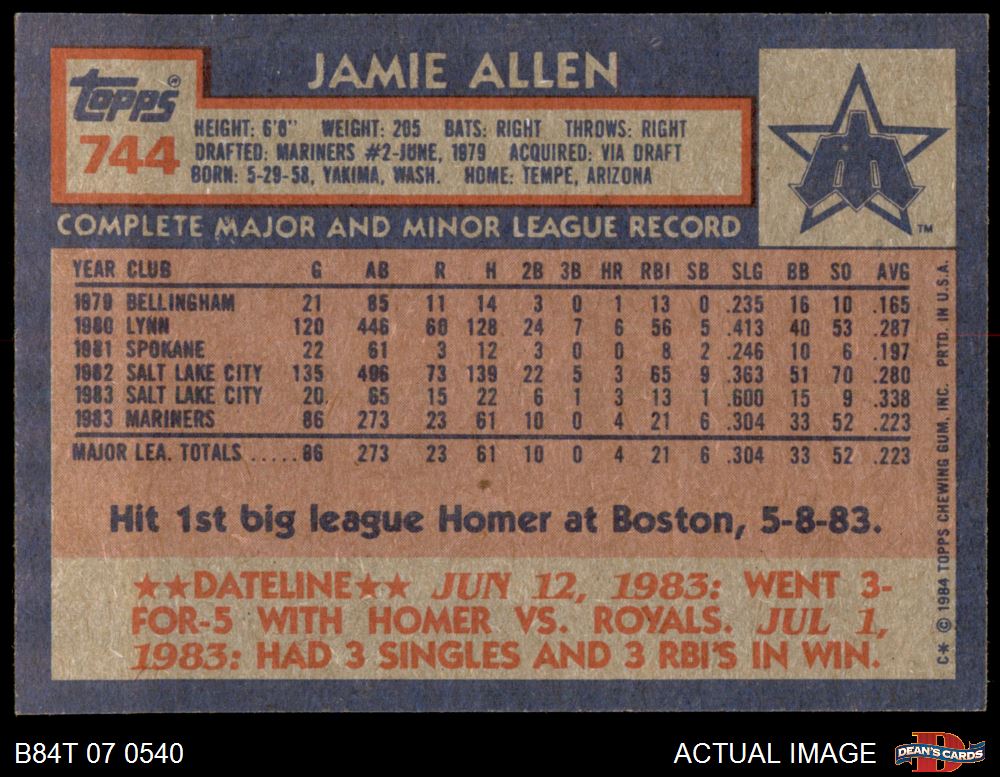 JAMIE ALLEN
Topps®
744
HEIGHT: 6'0" WEIGHT: 205 BATS: RIGHT THROWS: RIGHT
DRAFTED: MARINERS #2-JUNE, 1979 ACQUIRED: VIA DRAFT
BORN: 5-29-58, YAKIMA, WASH. HOME: TEMPE, ARIZONA
TM
COMPLETE MAJOR AND MINOR LEAGUE RECORD
YEAR CLUB G AB R H 2B 3B HR RBI SB SLG BB SO AVG
1979 BELLINGHAM 21 85 11 14 3 0 1 13 0 .235 16 10 .165
1980 LYNN 120 446 60 128 24 7 6 56 5 .413 40 53 .287
1981 SPOKANE 22 61 3 12 3 0 0 8 2 .246 10 6 .197
1982 SALT LAKE CITY 135 496 73 139 22 5 3 65 9 .363 51 70 .280
1983 SALT LAKE CITY 20 65 15 22 6 1 3 13 1 .600 15 9 .338
1983 MARINERS 86 273 23 61 10 0 4 21 6 .304 33 52 .223
MAJOR LEA. TOTALS .....86 273 23 61 10 0 4 21 6 .304 33 52 .223
Hit 1st big league Homer at Boston, 5-8-83.
★★DATELINE★★ JUN 12, 1983: WENT 3-
FOR-5 WITH HOMER VS. ROYALS. JUL 1,
1983: HAD 3 SINGLES AND 3 RBI'S IN WIN.
C* © 1984 TOPPS CHEWING GUM, INC. PRTD. IN U.S.A.
B84T 07 0540
ACTUAL IMAGE
DEAN'S CARDS